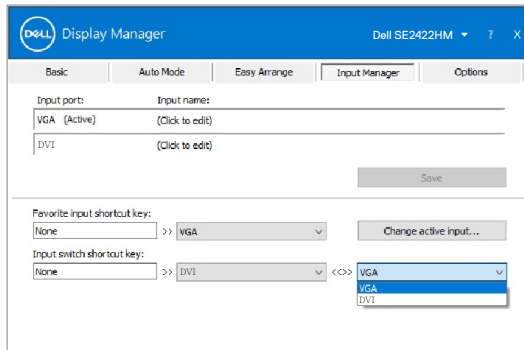 DELL Display Manager Dell SE2422HM ? X
Basic Auto Mode Easy Arrange Input Manager Options
Input port: Input name:
VGA (Active) (Click to edit)
DVI (Click to edit)
Save
Favorite input shortcut key:
None >> VGA Change active input...
Input switch shortcut key:
None >> DVI <<>> VGA
VGA
DVI